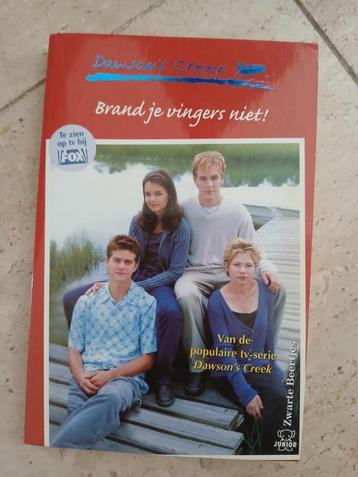 Dawson's Creek
Brand je vingers niet!
Te zien
op tv bij
FOX
Van de
populaire tv-serie
Dawson's Creek
Zwarte Beertjes
JUNIOR